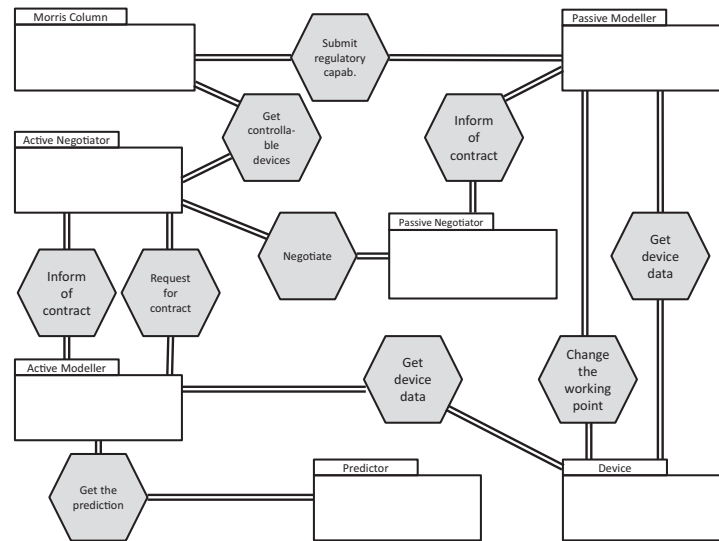 Morris Column
Passive Modeller
Submit
regulatory
capab.
Get
controlla-
ble
devices
Inform
of
contract
Active Negotiator
Passive Negotiator
Negotiate
Get
device
data
Inform
of
contract
Request
for
contract
Active Modeller
Get
device
data
Change
the
working
point
Get the
prediction
Predictor
Device